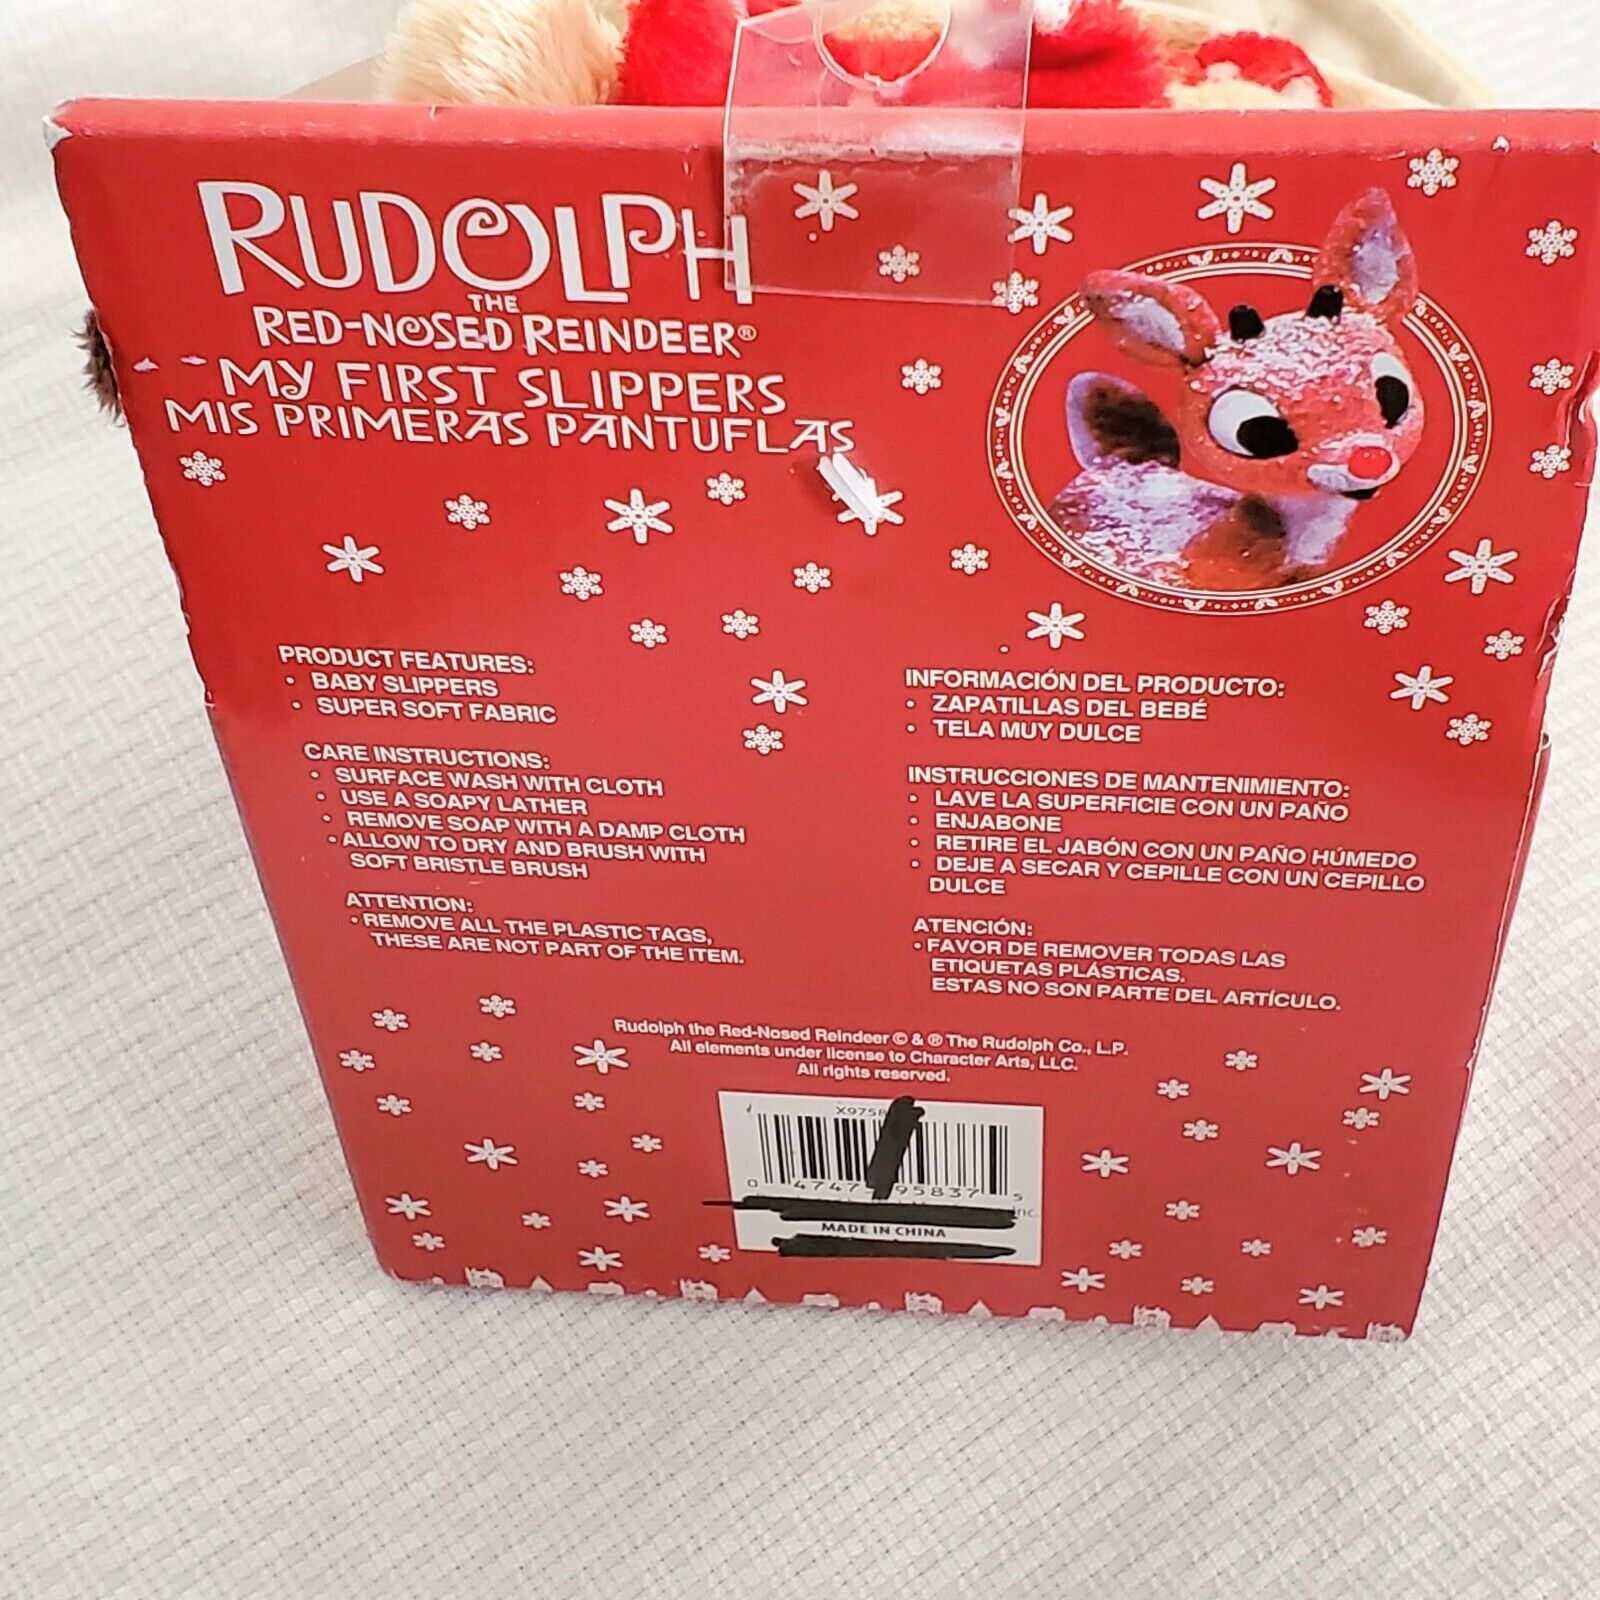 RUDOLPH
THE
RED-NOSED REINDEER®
MY FIRST SLIPPERS
MIS PRIMERAS PANTUFLAS
PRODUCT FEATURES:
• BABY SLIPPERS
• SUPER SOFT FABRIC
CARE INSTRUCTIONS:
• SURFACE WASH WITH CLOTH
• USE A SOAPY LATHER
• REMOVE SOAP WITH A DAMP CLOTH
• ALLOW TO DRY AND BRUSH WITH
SOFT BRISTLE BRUSH
ATTENTION:
• REMOVE ALL THE PLASTIC TAGS,
THESE ARE NOT PART OF THE ITEM.
INFORMACIÓN DEL PRODUCTO:
• ZAPATILLAS DEL BEBÉ
• TELA MUY DULCE
INSTRUCCIONES DE MANTENIMIENTO:
• LAVE LA SUPERFICIE CON UN PAÑO
• ENJABONE
• RETIRE EL JABÓN CON UN PAÑO HÚMEDO
• DEJE A SECAR Y CEPILLE CON UN CEPILLO
DULCE
ATENCIÓN:
• FAVOR DE REMOVER TODAS LAS
ETIQUETAS PLÁSTICAS.
ESTAS NO SON PARTE DEL ARTÍCULO.
Rudolph the Red-Nosed Reindeer © & ® The Rudolph Co., L.P.
All elements under license to Character Arts, LLC.
All rights reserved.
X9758
0 4747 95837 5
inc
MADE IN CHINA